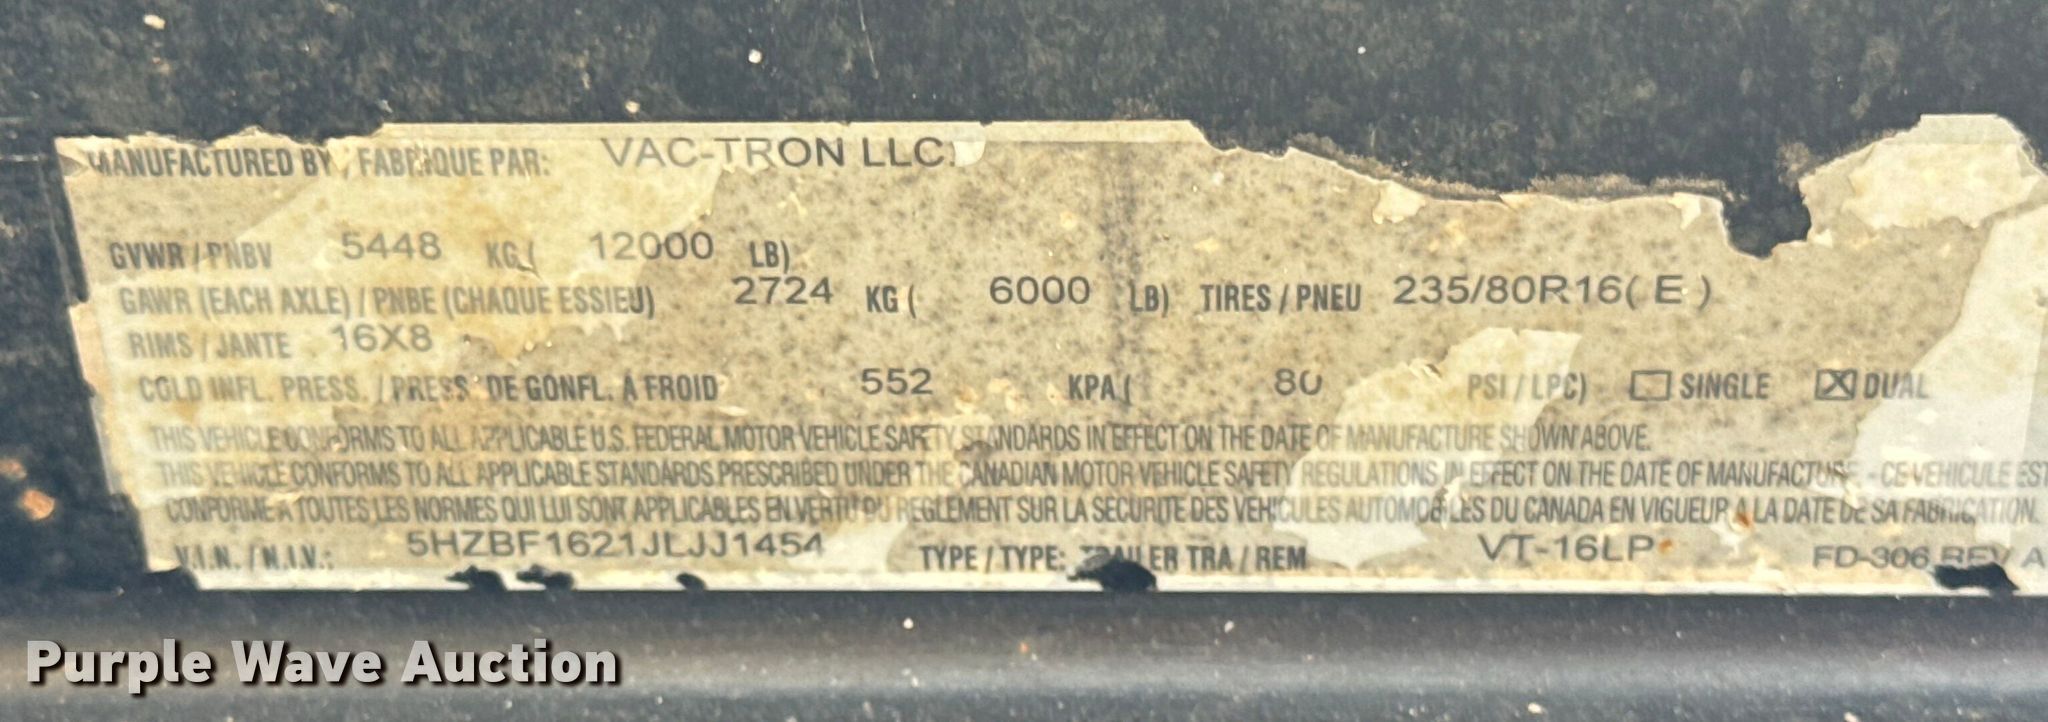 MANUFACTURED BY / FABRIQUE PAR: VAC-TRON LLC.
GVWR / PNBV 5448 KG ( 12000 LB)
GAWR (EACH AXLE) / PNBE (CHAQUE ESSIEU) 2724 KG ( 6000 LB) TIRES / PNEU 235/80R16( E )
RIMS / JANTE 16X8
COLD INFL. PRESS. / PRESS DE GONFL. A FROID 552 KPA ( 80 PSI / LPC) SINGLE DUAL
THIS VEHICLE CONFORMS TO ALL APPLICABLE U.S. FEDERAL MOTOR VEHICLE SAFETY STANDARDS IN EFFECT ON THE DATE OF MANUFACTURE SHOWN ABOVE.
THIS VEHICLE CONFORMS TO ALL APPLICABLE STANDARDS PRESCRIBED UNDER THE CANADIAN MOTOR VEHICLE SAFETY REGULATIONS IN EFFECT ON THE DATE OF MANUFACTURE. - CE VEHICULE EST
CONFORME A TOUTES LES NORMES QUI LUI SONT APPLICABLES EN VERTU DU REGLEMENT SUR LA SECURITE DES VEHICULES AUTOMOBILES DU CANADA EN VIGUEUR A LA DATE DE SA FABRICATION.
V.I.N. / N.I.V.: 5HZBF1621JLJJ1454 TYPE / TYPE: TRAILER TRA / REM VT-16LP FD-306 REV A
Purple Wave Auction